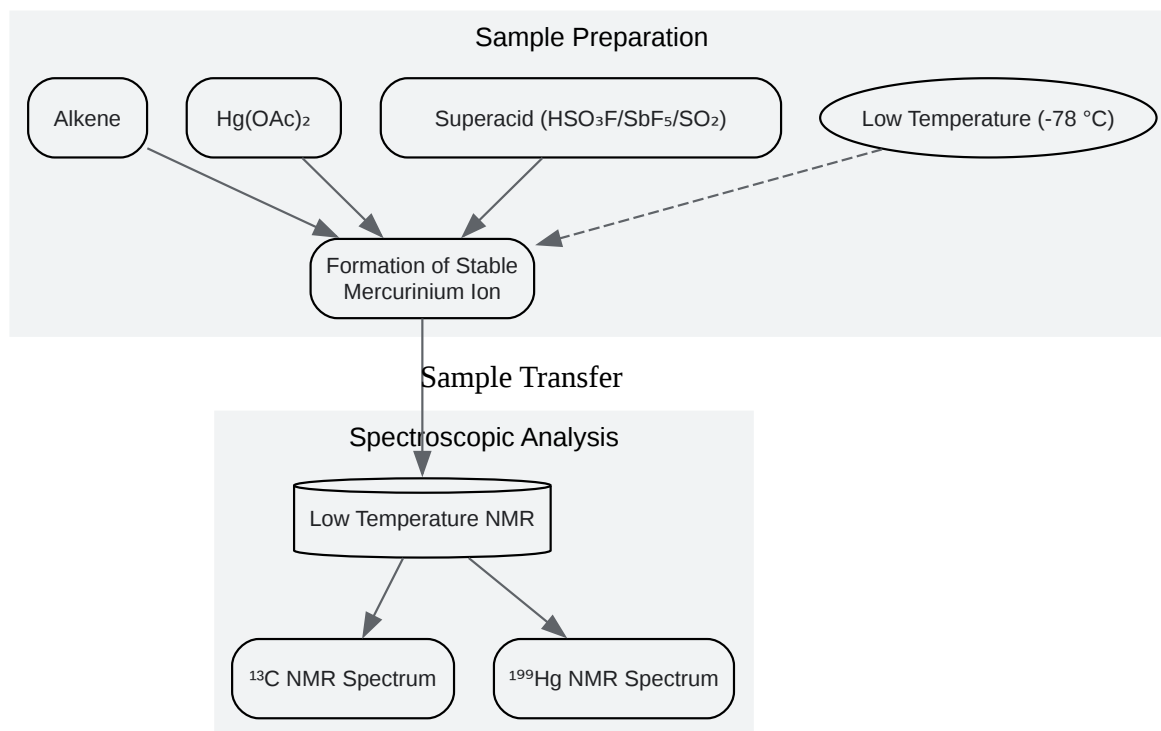 Sample Preparation
Alkene
Hg(OAc)₂
Superacid (HSO₃F/SbF₅/SO₂)
Low Temperature (-78 °C)
Formation of Stable
Mercurinium Ion
Sample Transfer
Spectroscopic Analysis
Low Temperature NMR
¹³C NMR Spectrum
¹⁹⁹Hg NMR Spectrum